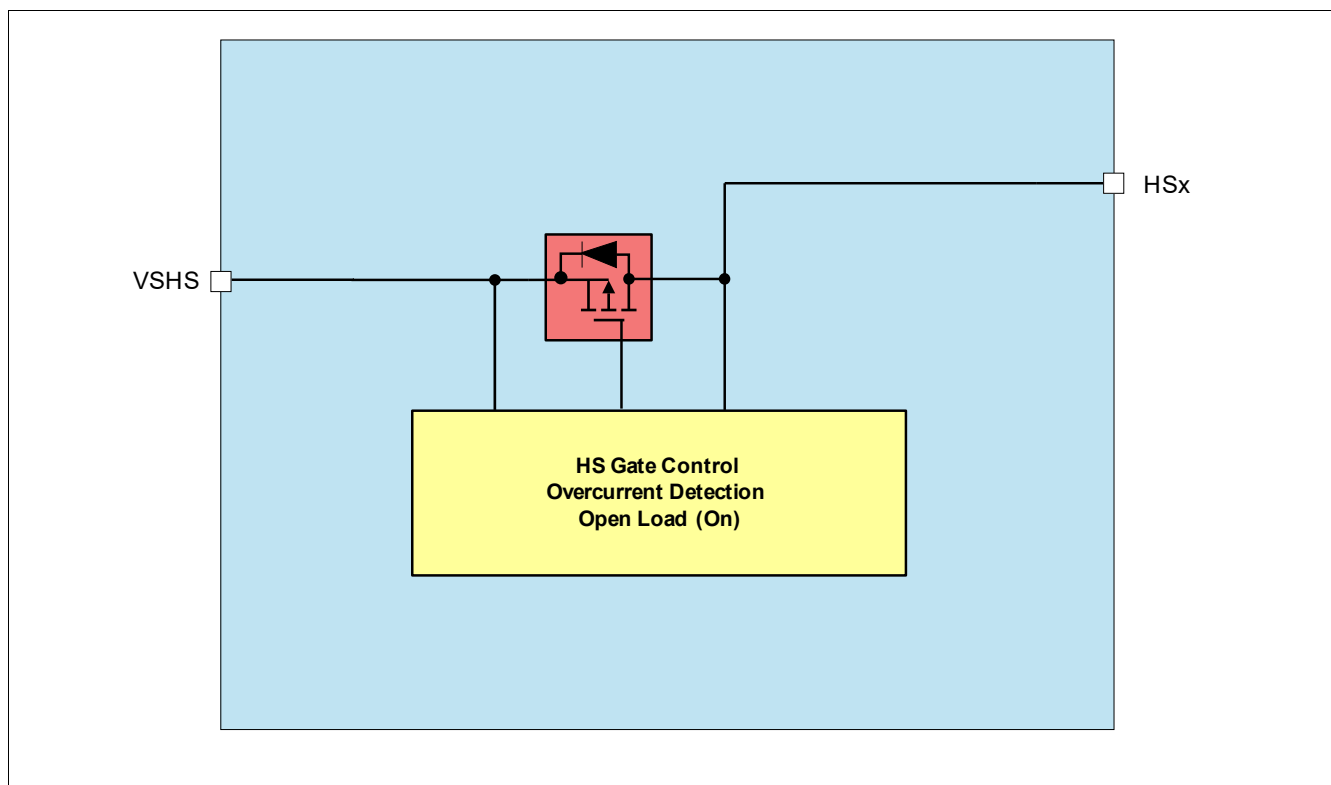 HSx
VSHS
HS Gate Control
Overcurrent Detection
Open Load (On)